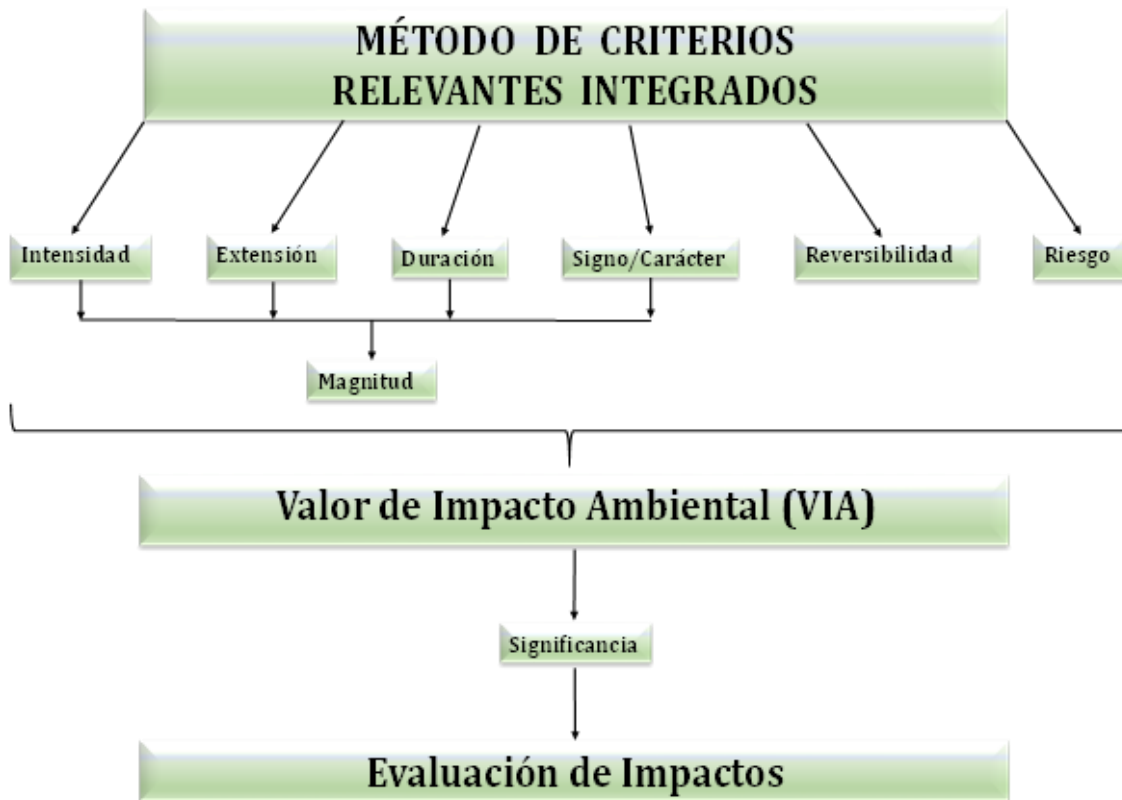 MÉTODO DE CRITERIOS
RELEVANTES INTEGRADOS
Intensidad
Extensión
Duración
Signo/Carácter
Reversibilidad
Riesgo
Magnitud
Valor de Impacto Ambiental (VIA)
Significancia
Evaluación de Impactos